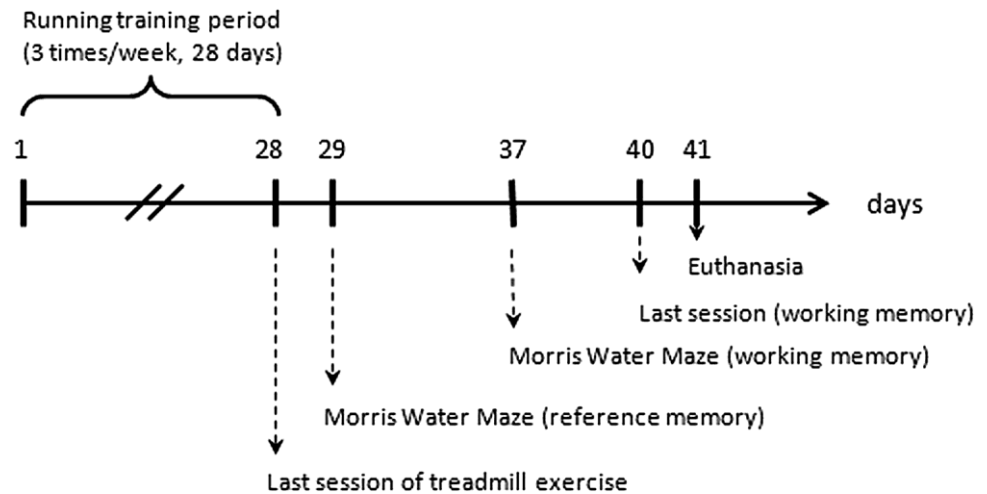 Running training period
(3 times/week, 28 days)
1 28 29 37 40 41
days
Euthanasia
Last session (working memory)
Morris Water Maze (working memory)
Morris Water Maze (reference memory)
Last session of treadmill exercise